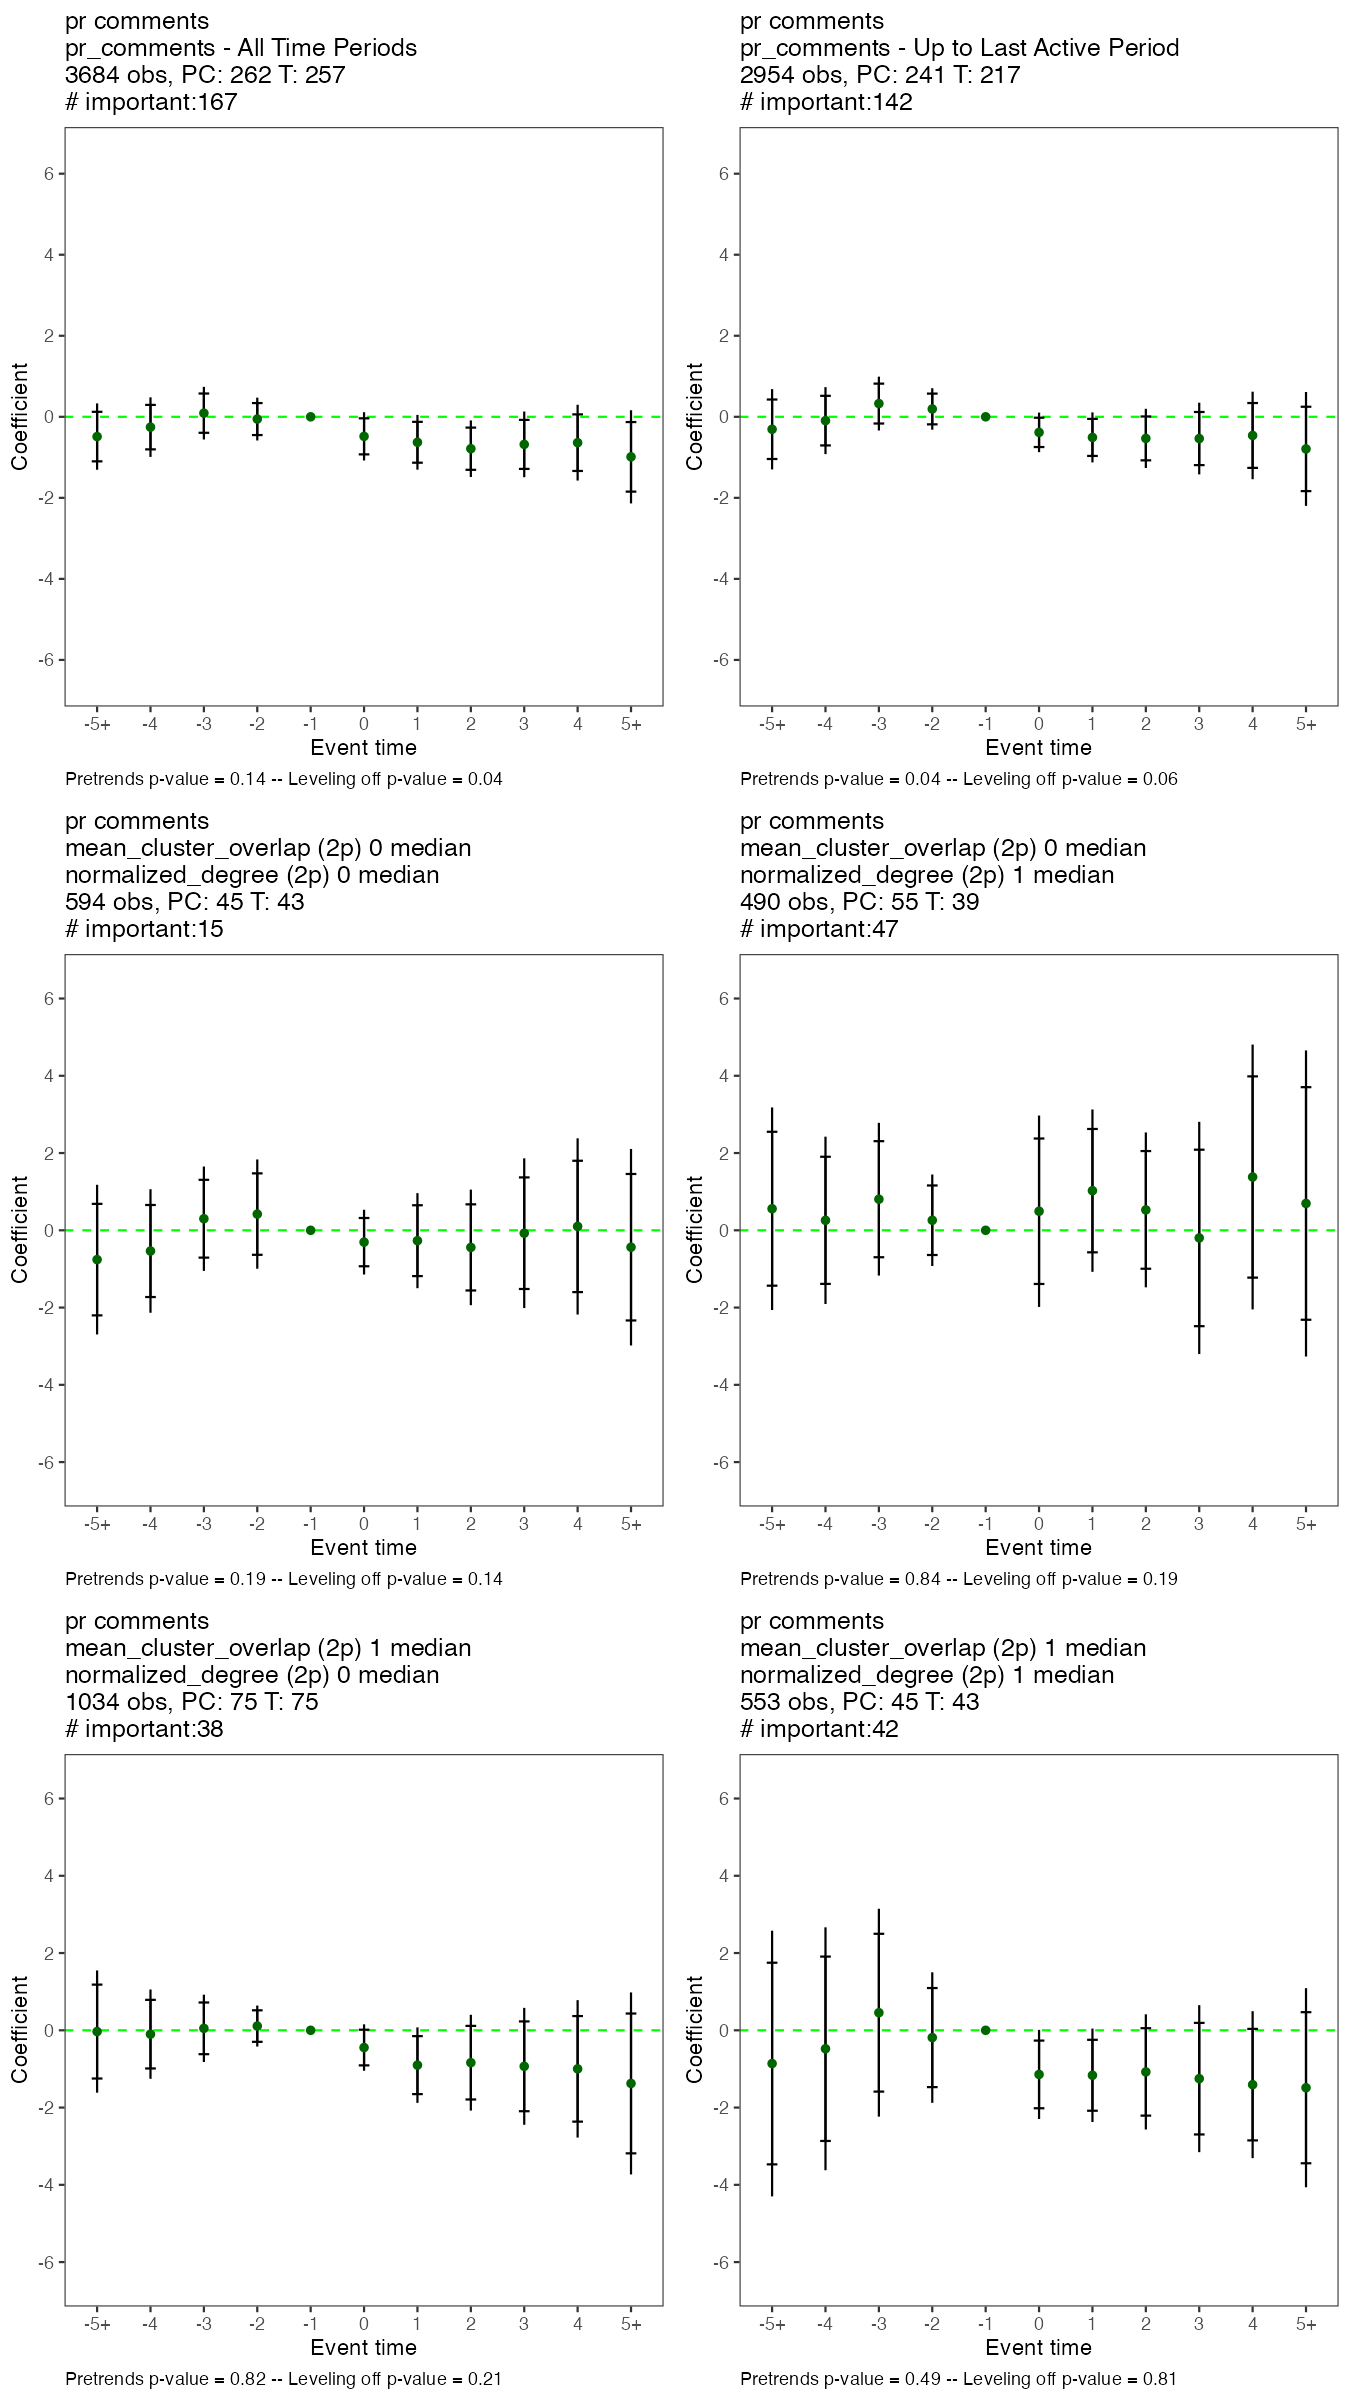 pr comments
pr_comments - All Time Periods
3684 obs, PC: 262 T: 257
# important:167
6
4
2
0
-2
-4
-6
Coefficient
-5+ -4 -3 -2 -1 0 1 2 3 4 5+
Event time
Pretrends p-value = 0.14 -- Leveling off p-value = 0.04
pr comments
pr_comments - Up to Last Active Period
2954 obs, PC: 241 T: 217
# important:142
6
4
2
0
-2
-4
-6
Coefficient
-5+ -4 -3 -2 -1 0 1 2 3 4 5+
Event time
Pretrends p-value = 0.04 -- Leveling off p-value = 0.06
pr comments
mean_cluster_overlap (2p) 0 median
normalized_degree (2p) 0 median
594 obs, PC: 45 T: 43
# important:15
6
4
2
0
-2
-4
-6
Coefficient
-5+ -4 -3 -2 -1 0 1 2 3 4 5+
Event time
Pretrends p-value = 0.19 -- Leveling off p-value = 0.14
pr comments
mean_cluster_overlap (2p) 0 median
normalized_degree (2p) 1 median
490 obs, PC: 55 T: 39
# important:47
6
4
2
0
-2
-4
-6
Coefficient
-5+ -4 -3 -2 -1 0 1 2 3 4 5+
Event time
Pretrends p-value = 0.84 -- Leveling off p-value = 0.19
pr comments
mean_cluster_overlap (2p) 1 median
normalized_degree (2p) 0 median
1034 obs, PC: 75 T: 75
# important:38
6
4
2
0
-2
-4
-6
Coefficient
-5+ -4 -3 -2 -1 0 1 2 3 4 5+
Event time
Pretrends p-value = 0.82 -- Leveling off p-value = 0.21
pr comments
mean_cluster_overlap (2p) 1 median
normalized_degree (2p) 1 median
553 obs, PC: 45 T: 43
# important:42
6
4
2
0
-2
-4
-6
Coefficient
-5+ -4 -3 -2 -1 0 1 2 3 4 5+
Event time
Pretrends p-value = 0.49 -- Leveling off p-value = 0.81